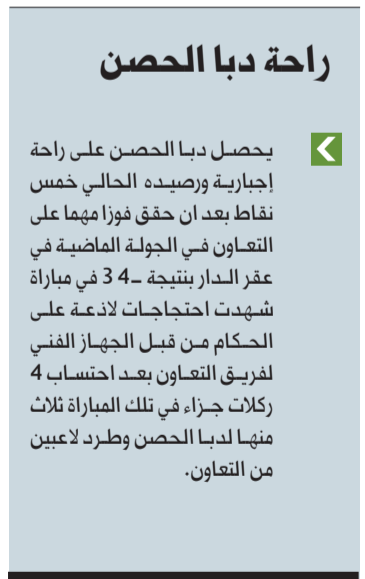 راحة دبا الحصن
يحصل دبا الحصن على راحة
إجبارية ورصيده الحالي خمس
نقاط بعد ان حقق فوزا مهما على
التعاون في الجولة الماضية في
عقر الدار بنتيجة 4ـ 3 في مباراة
شهدت احتجاجات لاذعة على
الحكام من قبل الجهاز الفني
لفريق التعاون بعد احتساب 4
ركلات جزاء في تلك المباراة ثلاث
منها لدبا الحصن وطرد لاعبين
من التعاون.